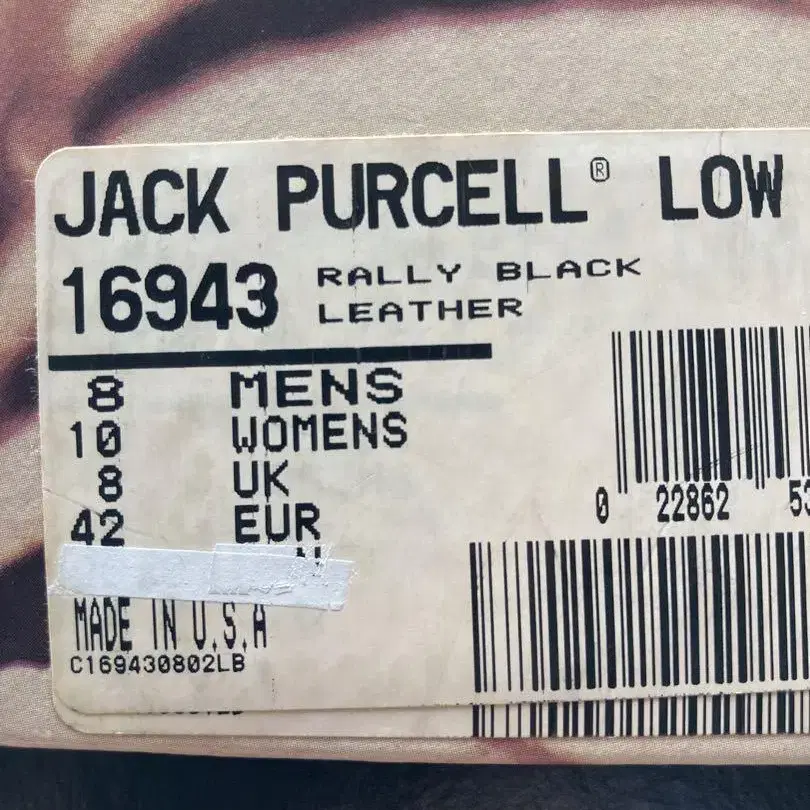 JACK PURCELL® LOW
16943 RALLY BLACK
LEATHER
8 MENS
10 WOMENS
8 UK
42 EUR
0 22862 53
MADE IN U.S.A
C169430802LB